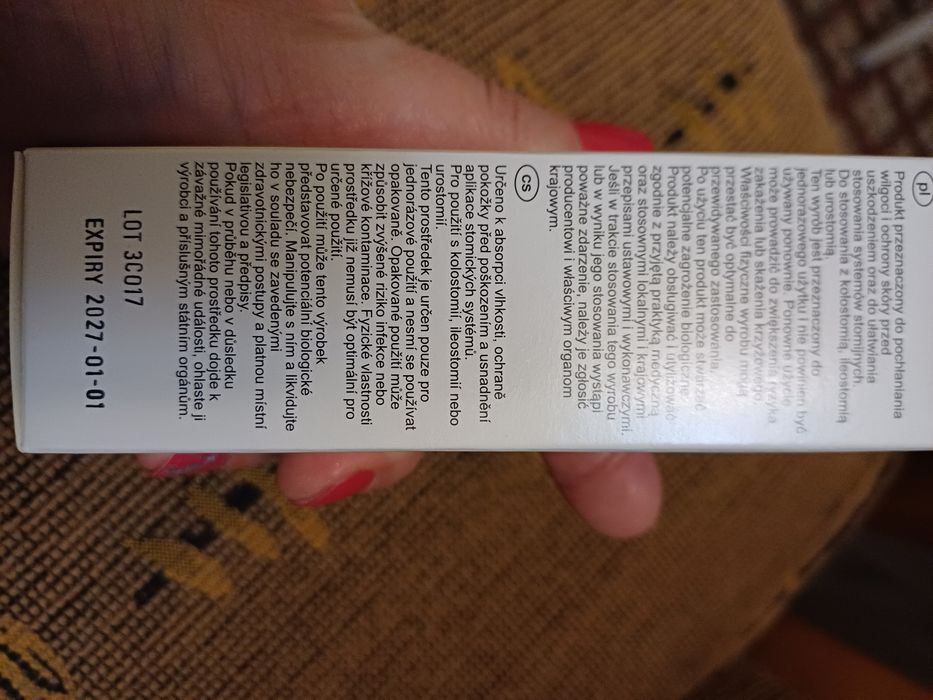 pl
Produkt przeznaczony do pochłaniania
wilgoci i ochrony skóry przed
uszkodzeniem oraz do ułatwiania
stosowania systemów stomijnych.
Do stosowania z kolostomią, ileostomią
lub urostomią.
Ten wyrób jest przeznaczony do
jednorazowego użytku i nie powinien być
używany ponownie. Ponowne użycie
może prowadzić do zwiększenia ryzyka
zakażenia lub skażenia krzyżowego.
Właściwości fizyczne wyrobu mogą
przestać być optymalne do
przewidywanego zastosowania.
Po użyciu ten produkt może stwarzać
potencjalne zagrożenie biologiczne.
Produkt należy obsługiwać i utylizować
zgodnie z przyjętą praktyką medyczną
oraz stosownymi lokalnymi i krajowymi
przepisami ustawowymi i wykonawczymi.
Jeśli w trakcie stosowania tego wyrobu
lub w wyniku jego stosowania wystąpi
poważne zdarzenie, należy je zgłosić
producentowi i właściwym organom
krajowym.
cs
Určeno k absorpci vlhkosti, ochraně
pokožky před poškozením a usnadnění
aplikace stomických systémů.
Pro použití s kolostomií, ileostomií nebo
urostomií.
Tento prostředek je určen pouze pro
jednorázové použití a nesmí se používat
opakovaně. Opakované použití může
způsobit zvýšené riziko infekce nebo
křížové kontaminace. Fyzické vlastnosti
prostředku již nemusí být optimální pro
určené použití.
Po použití může tento výrobek
představovat potenciální biologické
nebezpečí. Manipulujte s ním a likvidujte
ho v souladu se zavedenými
zdravotnickými postupy a platnou místní
legislativou a předpisy.
Pokud v průběhu nebo v důsledku
používání tohoto prostředku dojde k
závažné mimořádné události, ohlaste ji
výrobci a příslušným státním orgánům.
LOT 3C017
EXPIRY 2027-01-01